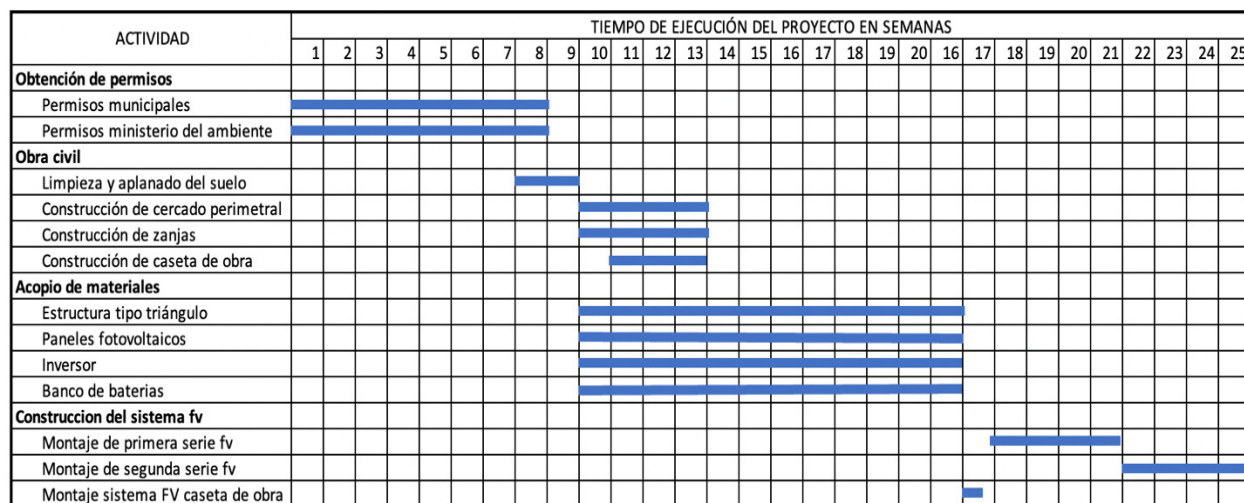 ACTIVIDAD
TIEMPO DE EJECUCIÓN DEL PROYECTO EN SEMANAS
1 2 3 4 5 6 7 8 9 10 11 12 13 14 15 16 17 18 19 20 16 17 18 19 20 21 22 23 24 25
Obtención de permisos
Permisos municipales
Permisos ministerio del ambiente
Obra civil
Limpieza y aplanado del suelo
Construcción de cercado perimetral
Construcción de zanjas
Construcción de caseta de obra
Acopio de materiales
Estructura tipo triángulo
Paneles fotovoltaicos
Inversor
Banco de baterias
Construccion del sistema fv
Montaje de primera serie fv
Montaje de segunda serie fv
Montaje sistema FV caseta de obra